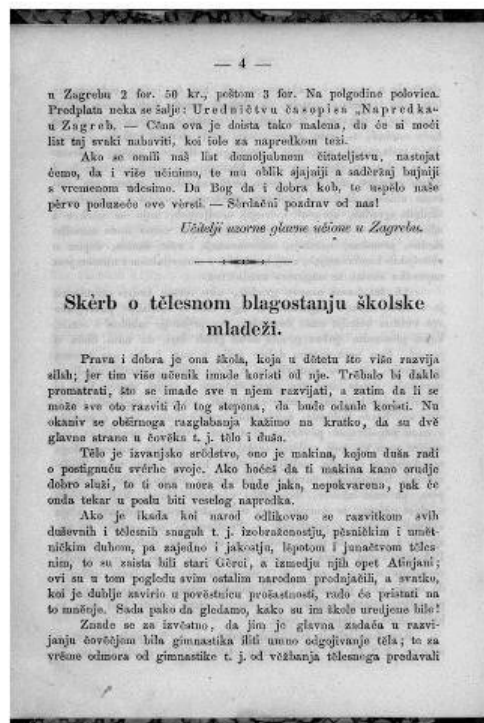 — 4 —
u Zagrebu 2 for. 50 kr., poštom 3 for. Na polgodine polovica.
Predplata neka se šalje: Uredničtvu časopisa „Napredka"
u Zagreb. — Cěna ova je doista tako malena, da će si moći
list taj svaki nabaviti, koi iole za napredkom teži.
Ako se omili naš list domoljubnom čitateljstvu, nastojat
ćemo, da i više učinimo, te mu oblik sjajniji a sadèržaj bujniji
s vremenom udesimo. Da Bog da i dobra kob, te uspělo naše
pèrvo poduzeće ove vèrsti. — Sèrdačni pozdrav od nas!
Učitelji uzorne glavne učione u Zagrebu.
Skèrb o tělesnom blagostanju školske
mladeži.
Prava i dobra je ona škola, koja u dětetu što više razvija
silah; jer tim više učenik imade koristi od nje. Trěbalo bi dakle
promatrati, što se imade sve u njem razvijati, a zatim da li se
može sve oto razviti do tog stepena, da bude odanle koristi. Nu
okaniv se obširnoga razglabanja kažimo na kratko, da su dvě
glavne strane u čověka t. j. tělo i duša.
Tělo je izvanjsko srědstvo, ono je makina, kojom duša radi
o postignuću svèrhe svoje. Ako hoćeš da ti makina kano orudje
dobro služi, to ti ona mora da bude jaka, nepokvarena, pak će
onda tekar u poslu biti veselog napredka.
Ako je ikada koi narod odlikovao se razvitkom svih
duševnih i tělesnih snagah t. j. izobraženostju, pěsničkim i umět-
ničkim duhom, pa zajedno i jakostju, lěpotom i junačtvom těles-
nim, to su zaista bili stari Gèrci, a izmedju njih opet Atinjani;
ovi su u tom pogledu svim ostalim narodom prednjačili, a svatko,
koi je dublje zavirio u pověstnicu prošastnosti, rado će pristati na
to mněnje. Sada pako da gledamo, kako su im škole uredjene bile!
Znade se za izvěstno, da jim je glavna zadaća u razvi-
janju čověčjem bila gimnastika iliti umno odgojivanje těla; to za
vrěme odmora od gimnastike t. j. od věžbanja tělesnoga predavali